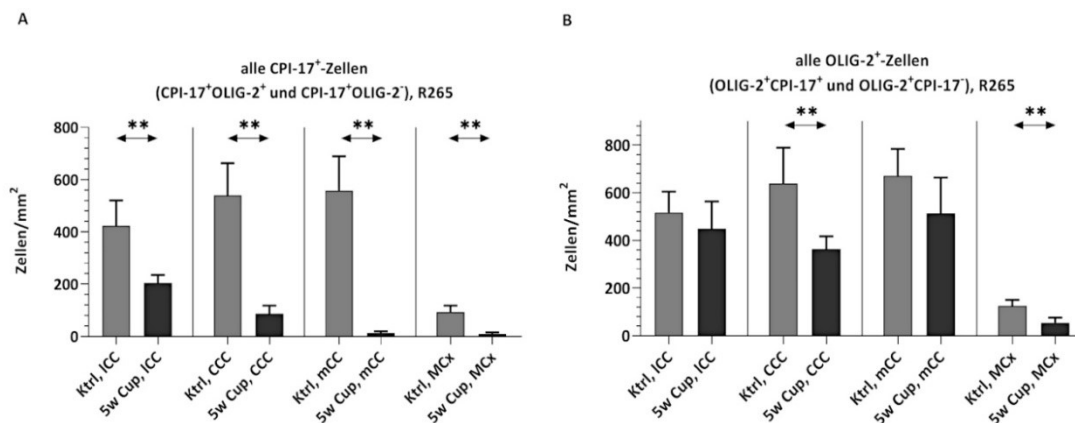 A
alle CPI-17⁺-Zellen
(CPI-17⁺OLIG-2⁺ und CPI-17⁺OLIG-2⁻), R265
Zellen/mm²
800
600
400
200
0
** ** ** **
Ktrl, lCC
5w Cup, lCC
Ktrl, CCC
5w Cup, CCC
Ktrl, mCC
5w Cup, mCC
Ktrl, MCx
5w Cup, MCx
B
alle OLIG-2⁺-Zellen
(OLIG-2⁺CPI-17⁺ und OLIG-2⁺CPI-17⁻), R265
Zellen/mm²
800
600
400
200
0
** **
Ktrl, lCC
5w Cup, lCC
Ktrl, CCC
5w Cup, CCC
Ktrl, mCC
5w Cup, mCC
Ktrl, MCx
5w Cup, MCx